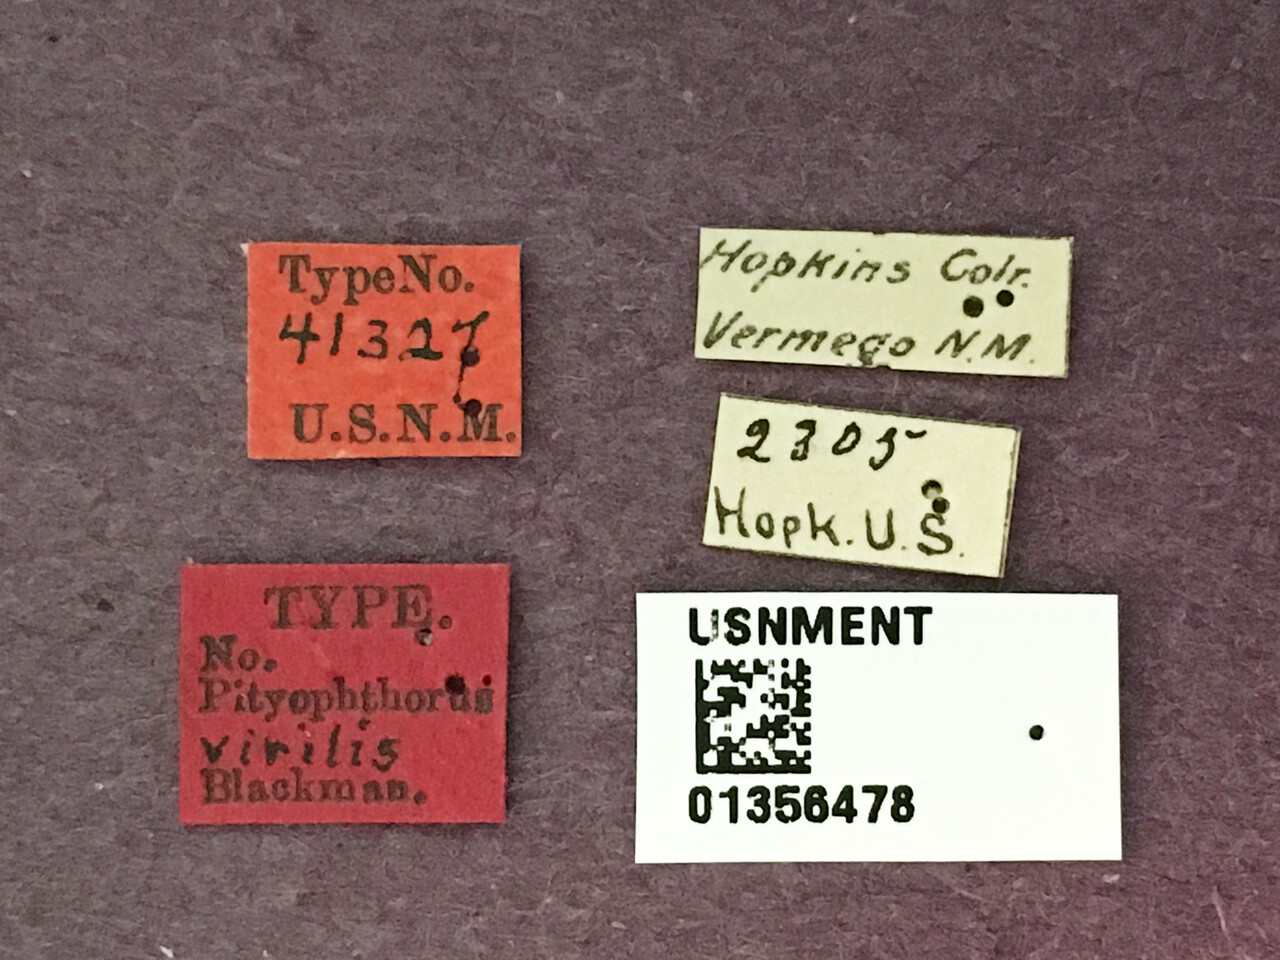 TypeNo.
41327
U.S.N.M.
Hopkins Colr.
Vermego N.M.
2305
Hopk. U.S.
TYPE.
No.
Pityophthorus
virilis
Blackman.
USNMENT
01356478